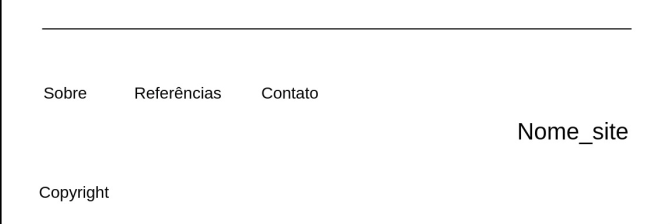 Sobre Referências Contato
Nome_site
Copyright